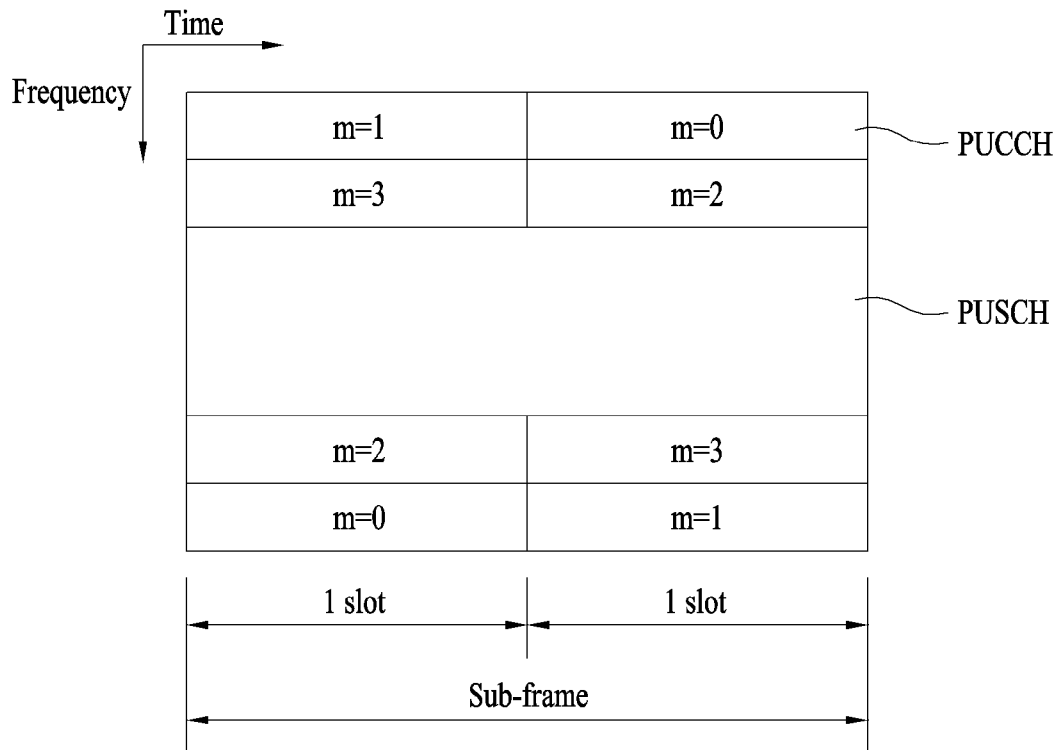 Time
Frequency
m=1
m=0
PUCCH
m=3
m=2
PUSCH
m=2
m=3
m=0
m=1
1 slot
1 slot
Sub-frame